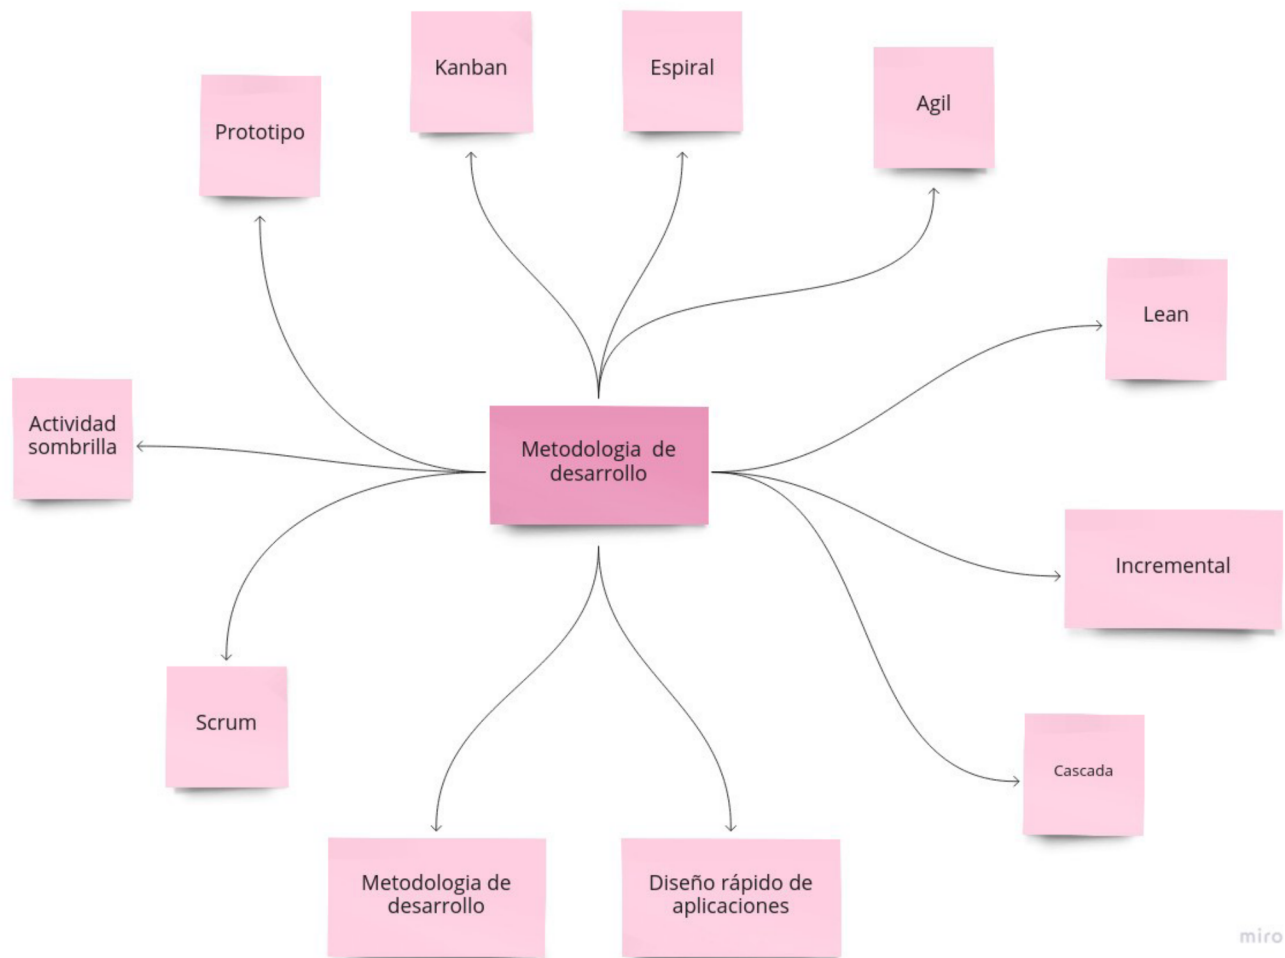 Kanban
Espiral
Agil
Prototipo
Lean
Actividad
sombrilla
Metodologia de
desarrollo
Incremental
Scrum
Cascada
Metodologia de
desarrollo
Diseño rápido de
aplicaciones
miro